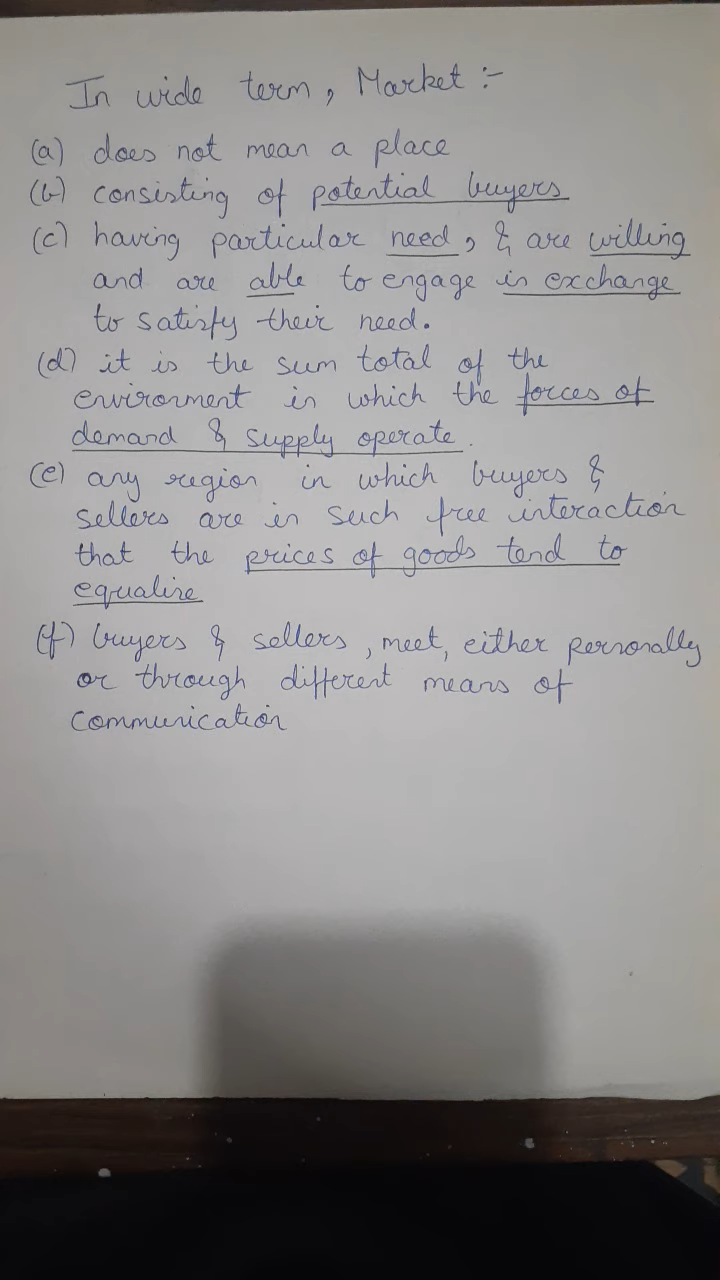 In wide term, Market :-
(a) does not mean a place
(b) consisting of potential buyers
(c) having particular need, & are willing
and are able to engage in exchange
to satisfy their need.
(d) it is the sum total of the
environment in which the forces of
demand & supply operate.
(e) any region in which buyers &
sellers are in such free interaction
that the prices of goods tend to
equalise
(f) buyers & sellers, meet, either personally
or through different means of
communication